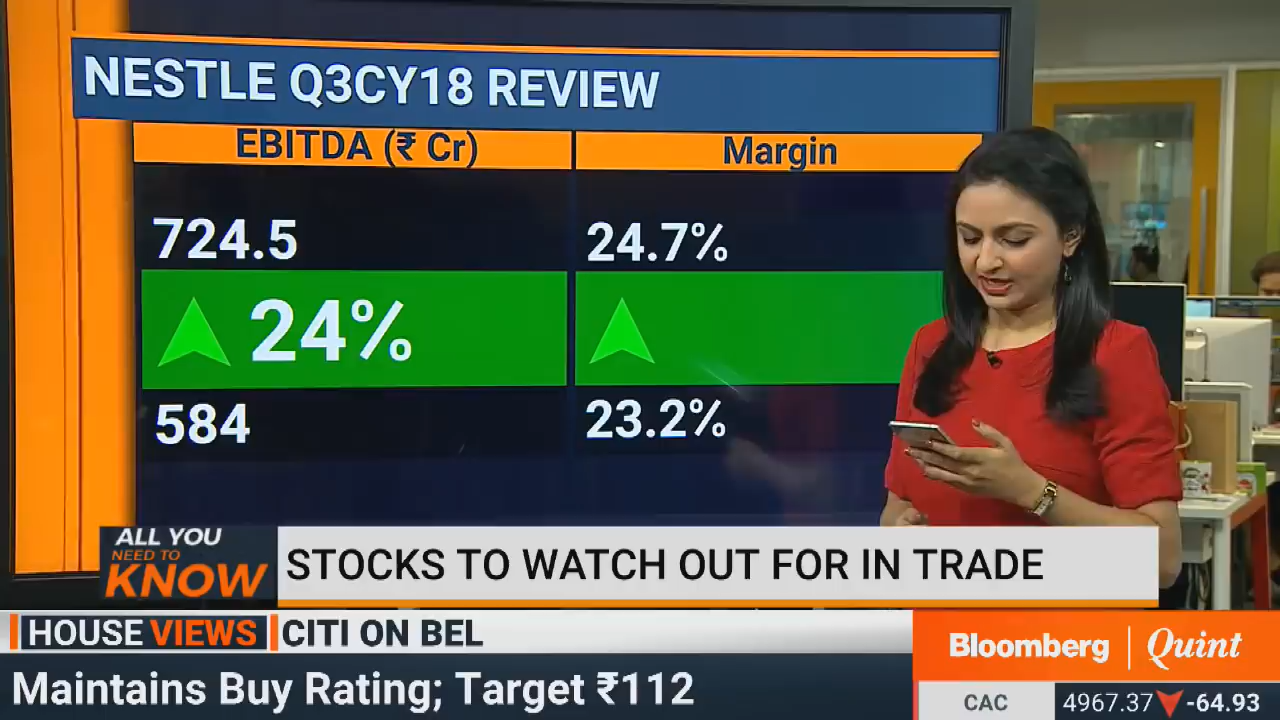 NESTLE Q3CY18 REVIEW
EBITDA (₹ Cr) Margin
724.5 24.7%
24%
584 23.2%
ALL YOU
NEED TO
KNOW
STOCKS TO WATCH OUT FOR IN TRADE
HOUSE VIEWS CITI ON BEL
Maintains Buy Rating; Target ₹112
Bloomberg | Quint
CAC 4967.37 -64.93